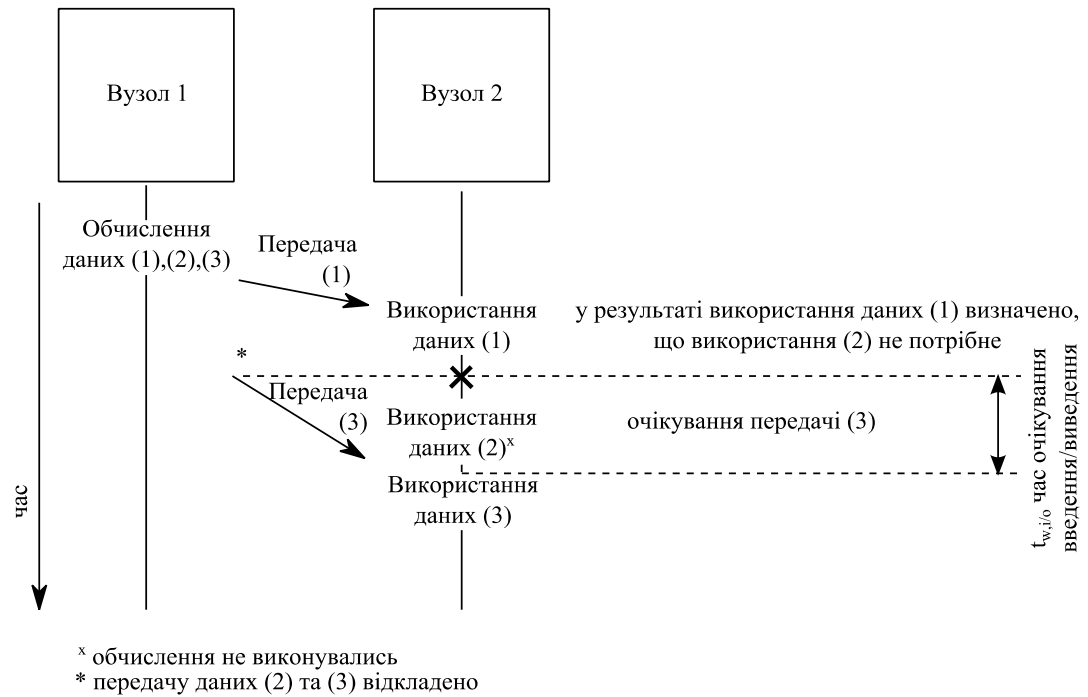 Вузол 1
Вузол 2
Обчислення
даних (1),(2),(3)
Передача
(1)
Використання
даних (1)
у результаті використання даних (1) визначено,
що використання (2) не потрібне
*
Передача
(3)
Використання
даних (2)ˣ
очікування передачі (3)
Використання
даних (3)
час
t_w,i/o час очікування
введення/виведення
ˣ обчислення не виконувались
* передачу даних (2) та (3) відкладено